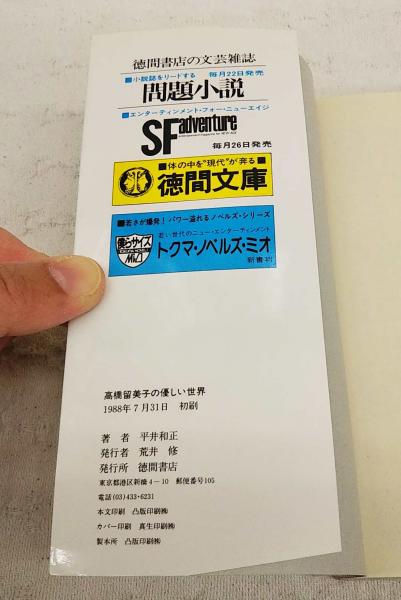 徳間書店の文芸雑誌
■小説誌をリードする 毎月22日発売
問題小説
■エンターティンメント・フォー・ニューエイジ
SFadventure
毎月26日発売
■体の中を“現代”が奔る■
徳間文庫
■若さが爆発！パワー溢れるノベルズ・シリーズ
若い世代のニュー・エンターティンメント
僕らサイズ
MIO
トクマ・ノベルズ・ミオ
新書判
高橋留美子の優しい世界
1988年7月31日 初刷
著 者 平井和正
発行者 荒井 修
発行所 徳間書店
東京都港区新橋4－10 郵便番号105
電話(03)433・6231
本文印刷 凸版印刷㈱
カバー印刷 真生印刷㈱
製本所 凸版印刷㈱